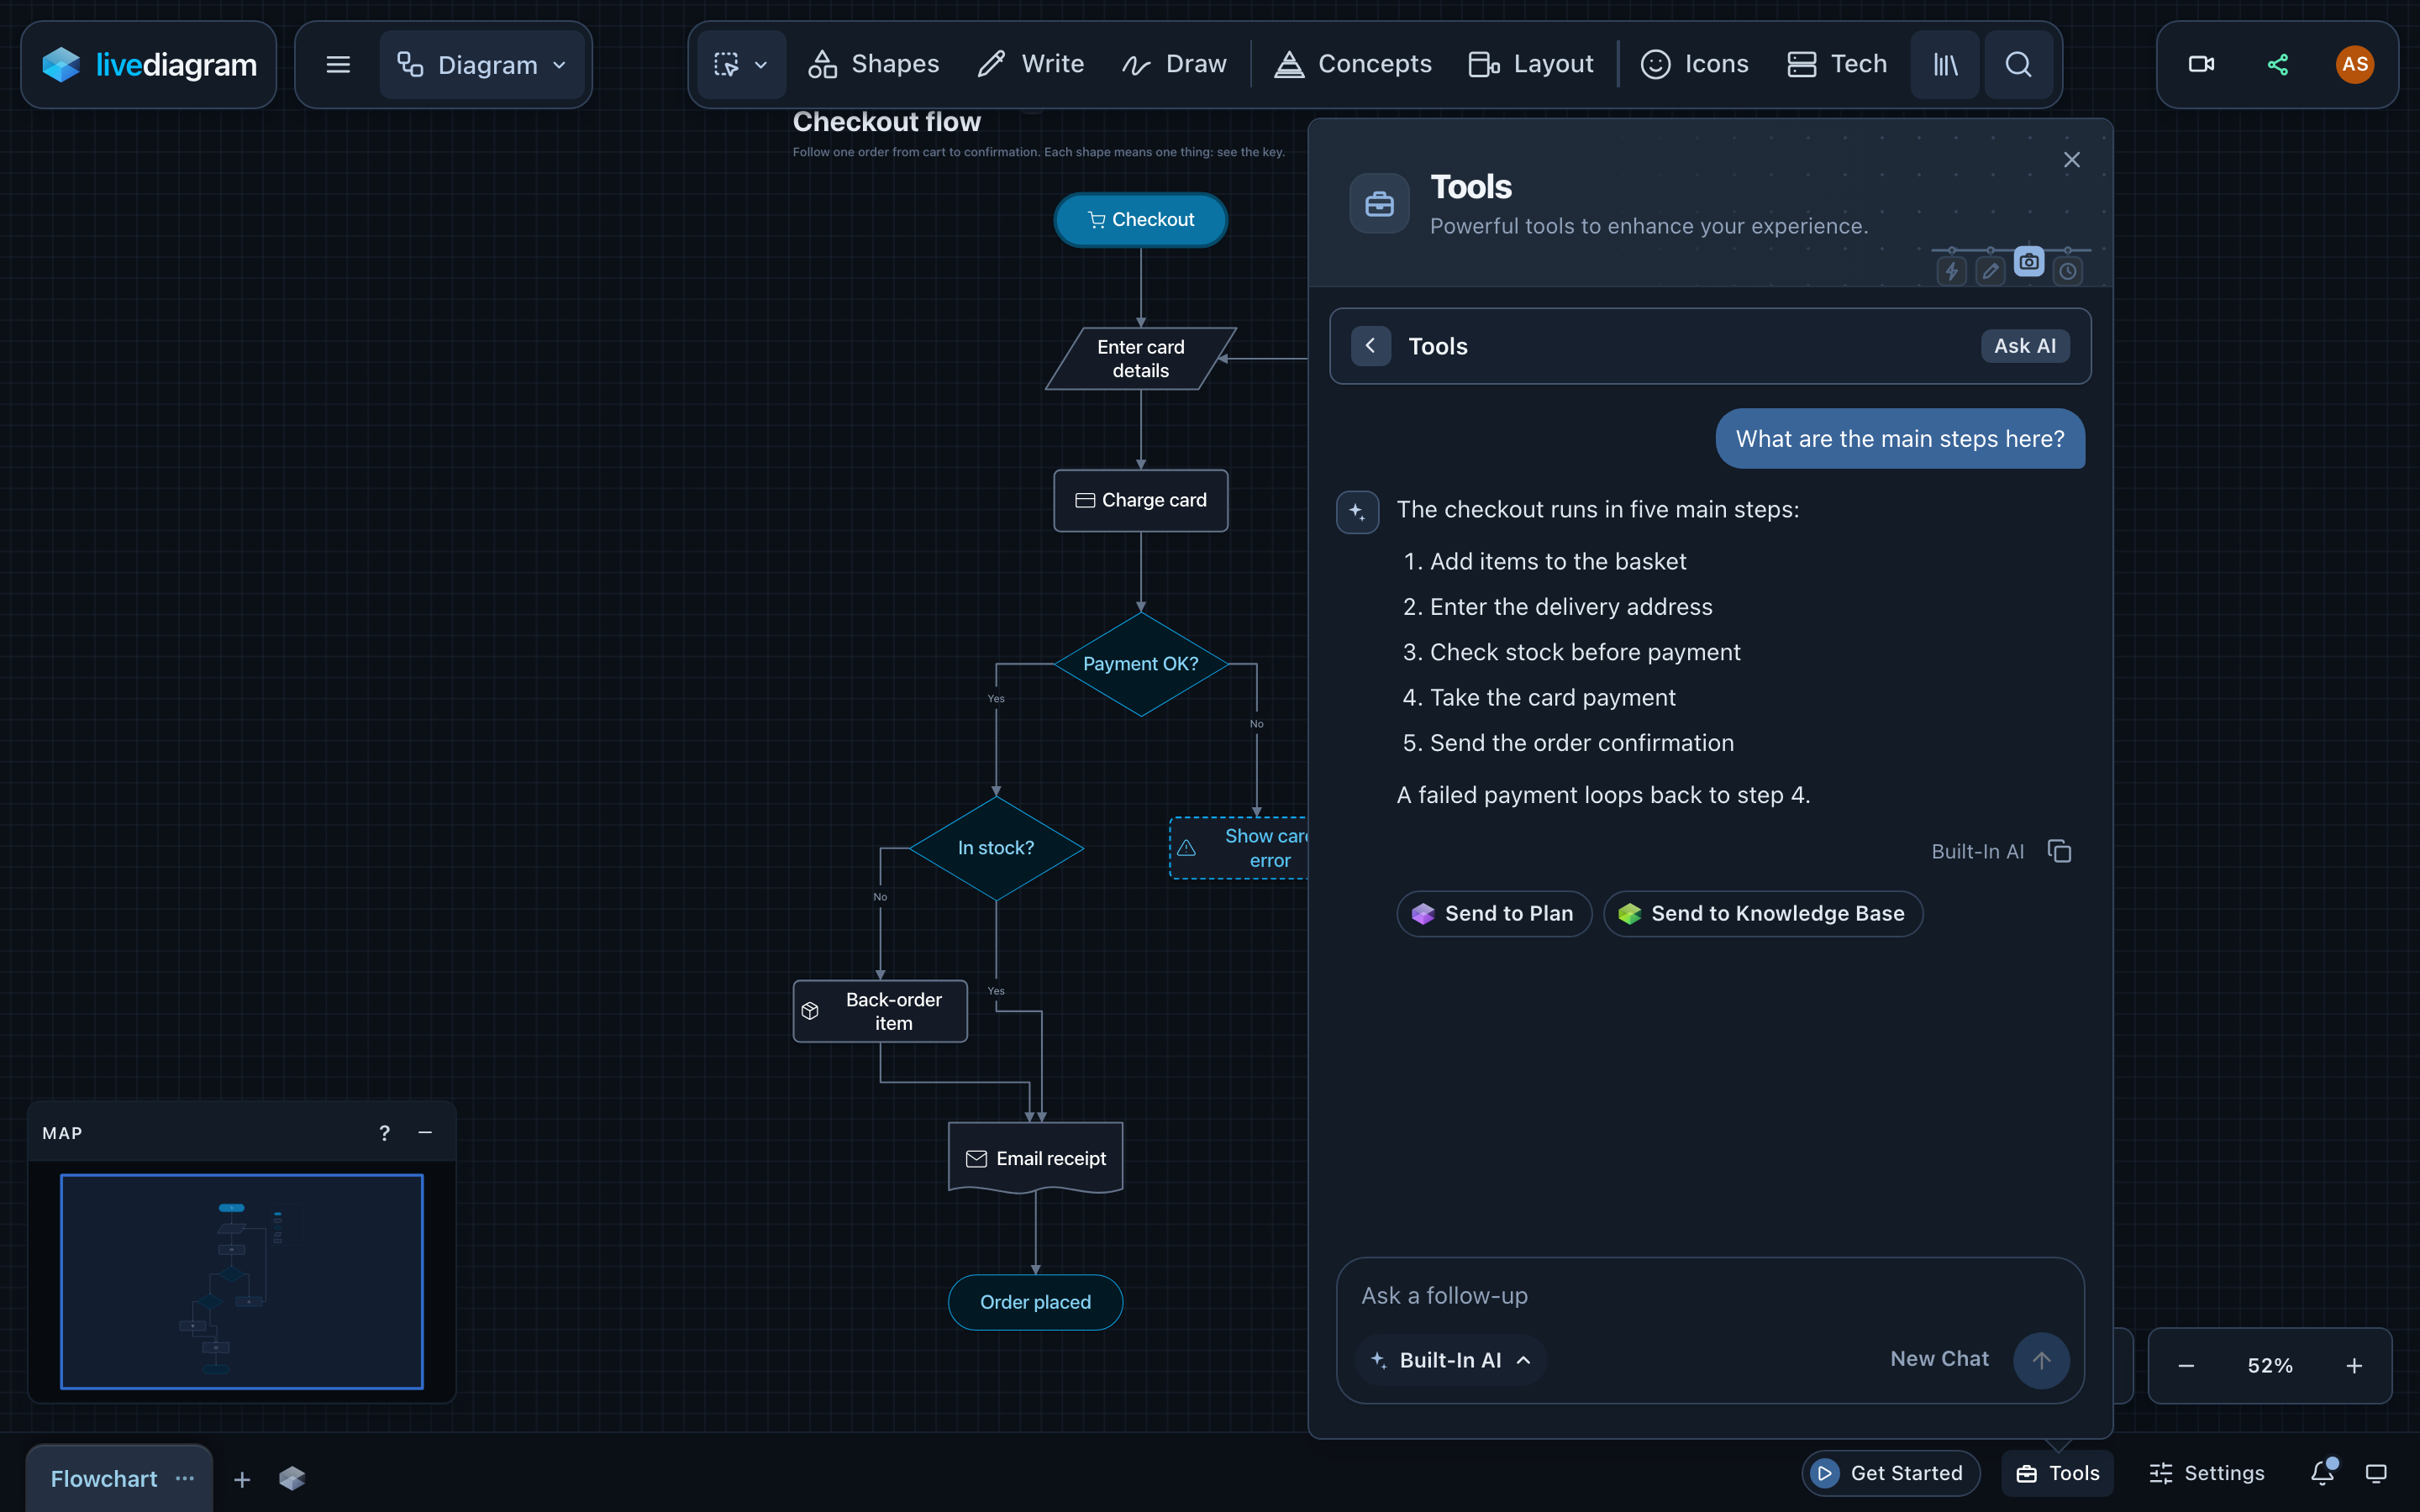 livediagram
Diagram
Shapes
Write
Draw
Concepts
Layout
Icons
Tech
AS
Checkout flow
Follow one order from cart to confirmation. Each shape means one thing: see the key.
Checkout
Enter card
details
Charge card
Payment OK?
Yes
No
In stock?
Show card
error
No
Yes
Back-order
item
Email receipt
Order placed
Tools
Powerful tools to enhance your experience.
Tools
Ask AI
What are the main steps here?
The checkout runs in five main steps:
1. Add items to the basket
2. Enter the delivery address
3. Check stock before payment
4. Take the card payment
5. Send the order confirmation
A failed payment loops back to step 4.
Built-In AI
Send to Plan
Send to Knowledge Base
Ask a follow-up
Built-In AI
New Chat
MAP
?
52%
Flowchart
Get Started
Tools
Settings